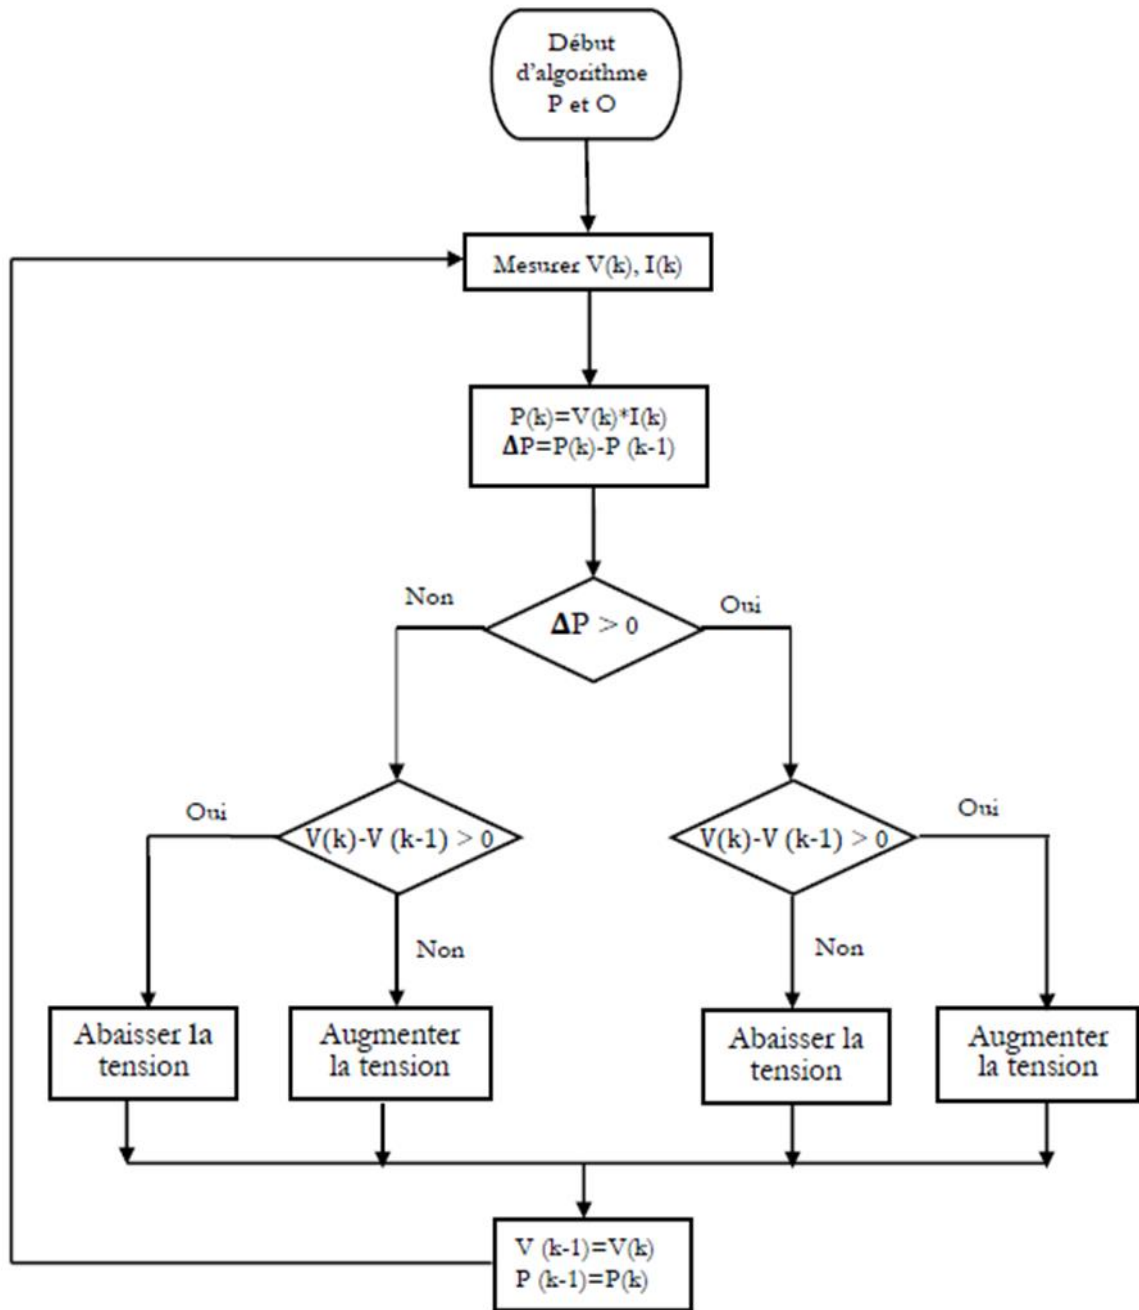 Début
d'algorithme
P et O
Mesurer V(k), I(k)
P(k)=V(k)*I(k)
ΔP=P(k)-P (k-1)
Non
Oui
ΔP > 0
Oui
V(k)-V (k-1) > 0
V(k)-V (k-1) > 0
Oui
Non
Non
Abaisser la
tension
Augmenter
la tension
Abaisser la
tension
Augmenter
la tension
V (k-1)=V(k)
P (k-1)=P(k)